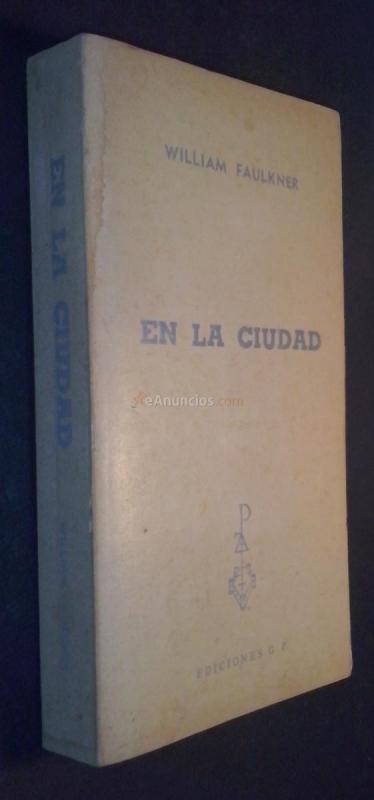 WILLIAM FAULKNER
EN LA CIUDAD
EDICIONES G. P.
EN LA CIUDAD
eAnuncios.com